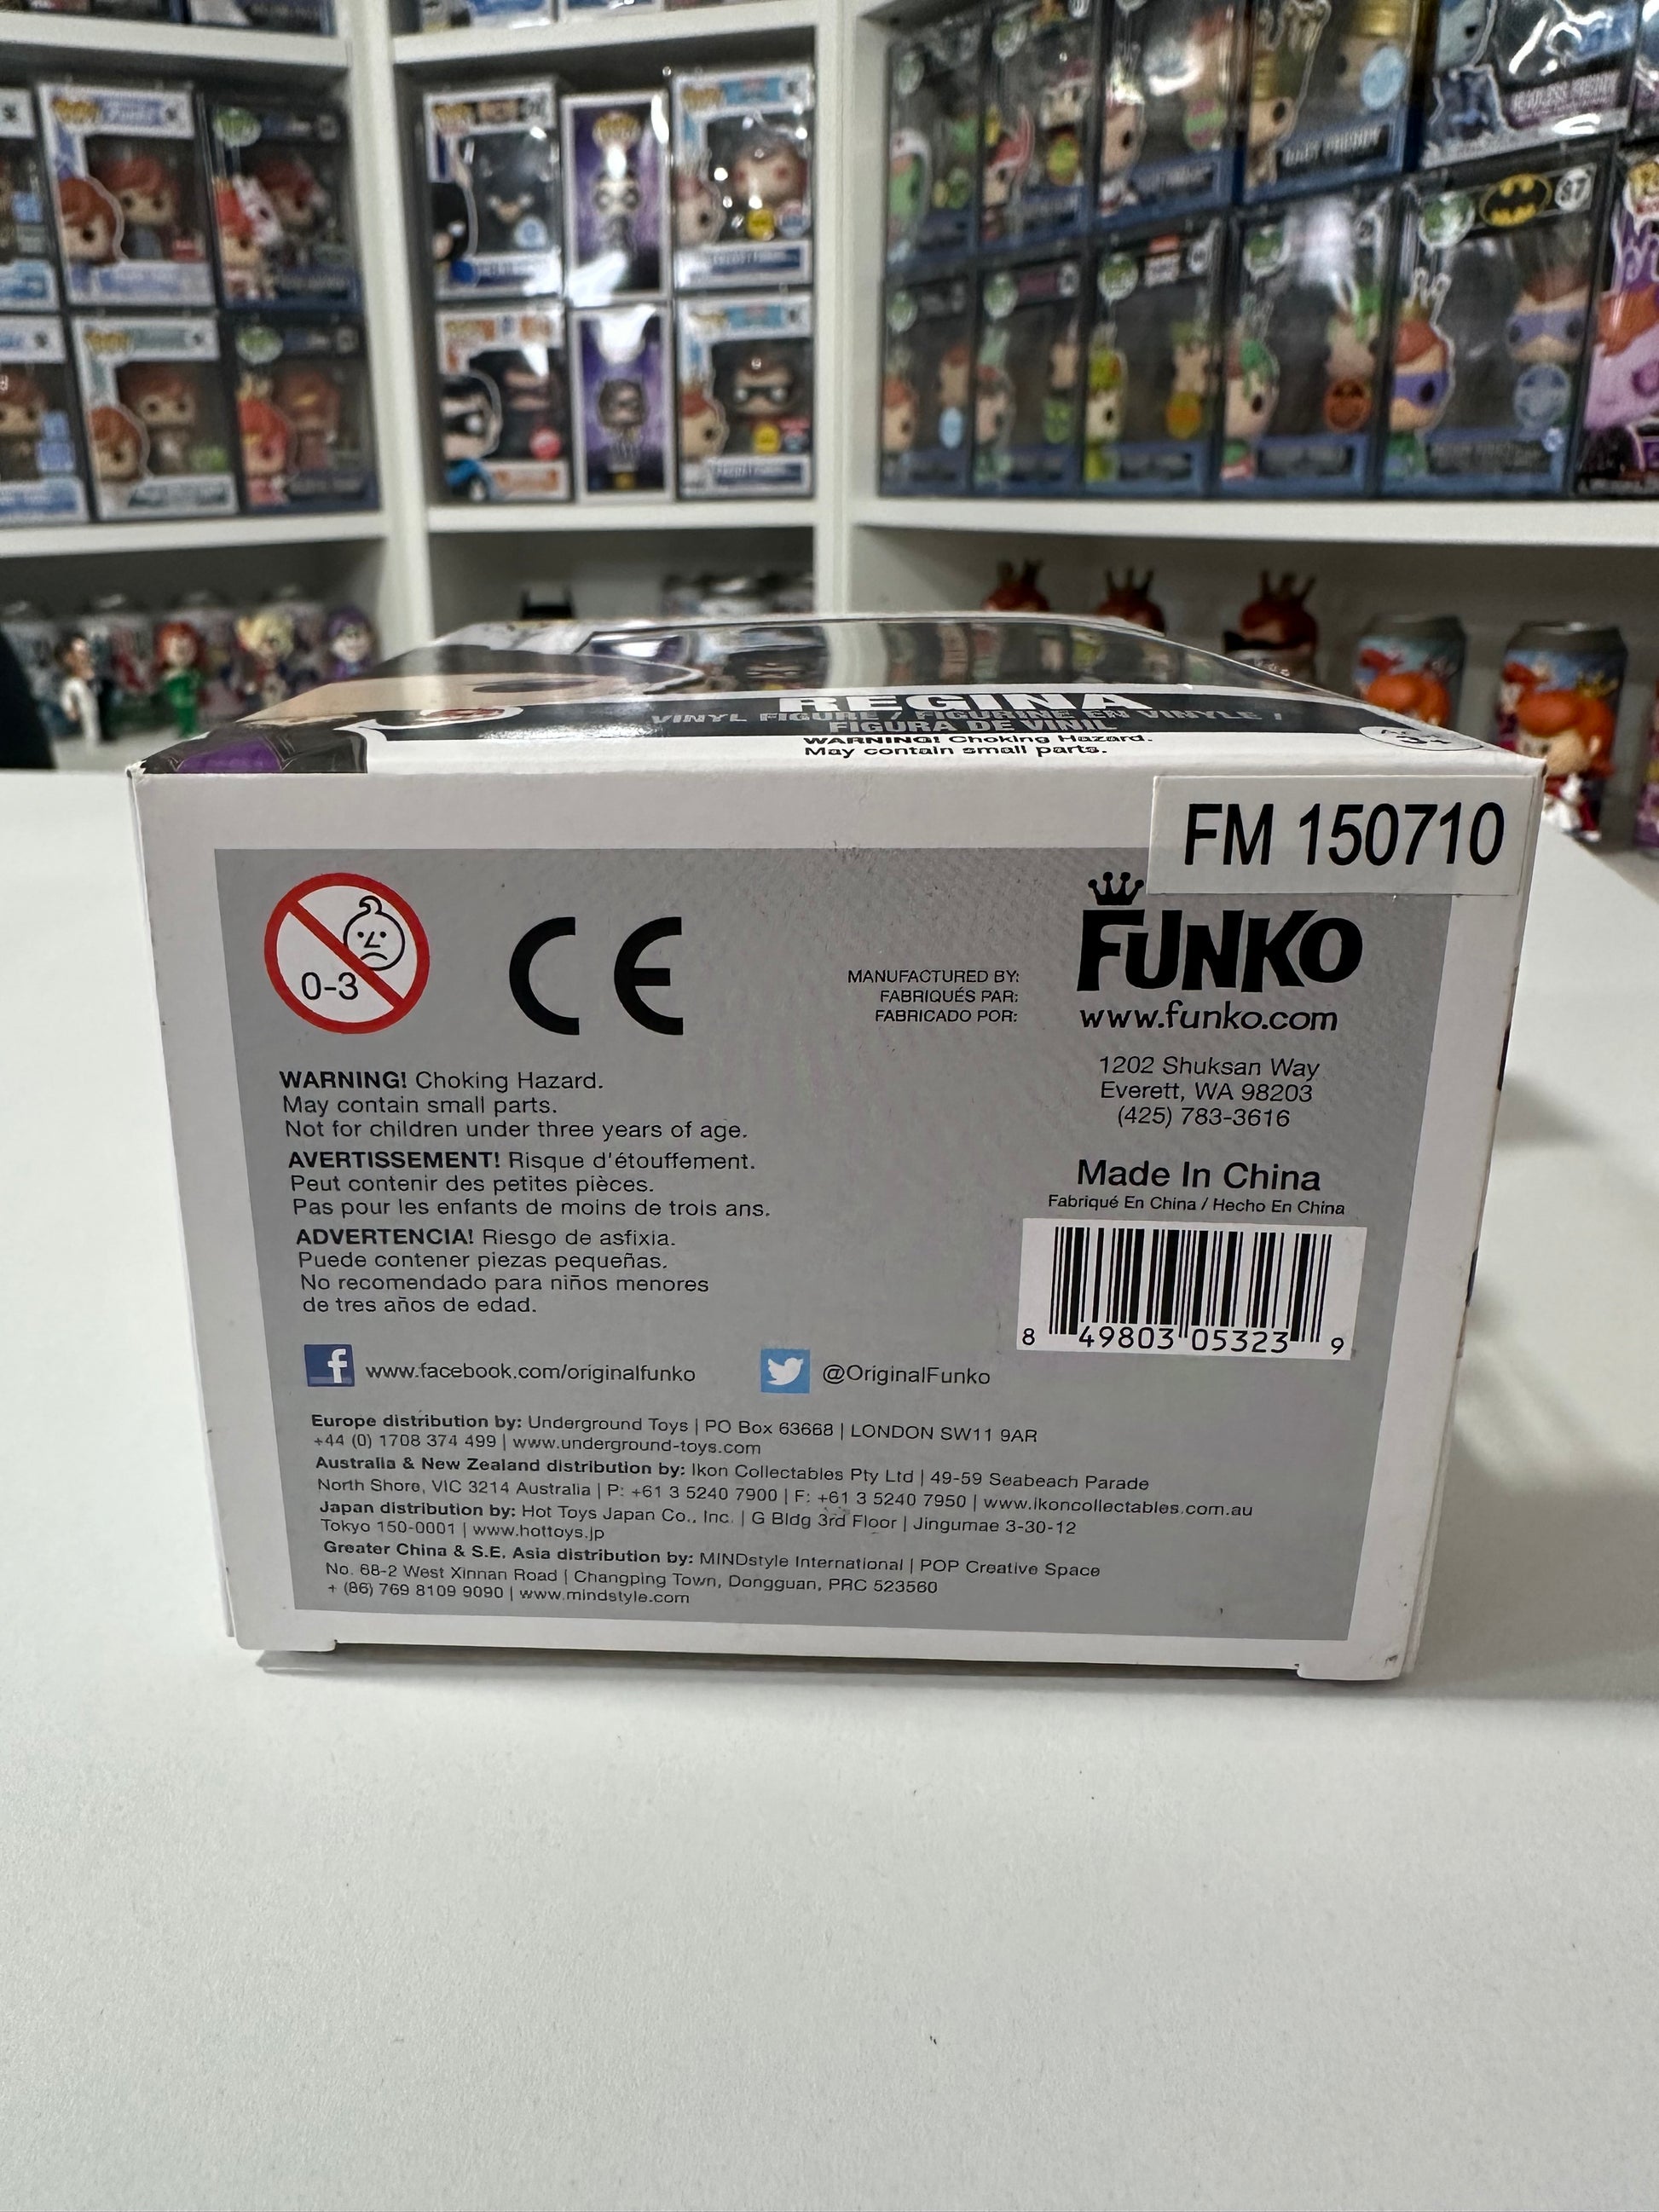 REGINA
VINYL FIGURE / FIGURINE EN VINYLE /
FIGURA DE VINIL
WARNING! Choking Hazard.
May contain small parts.
3+
FM 150710
0-3
CE
MANUFACTURED BY:
FABRIQUÉS PAR:
FABRICADO POR:
FUNKO
www.funko.com
1202 Shuksan Way
Everett, WA 98203
(425) 783-3616
WARNING! Choking Hazard.
May contain small parts.
Not for children under three years of age.
AVERTISSEMENT! Risque d'étouffement.
Peut contenir des petites pièces.
Pas pour les enfants de moins de trois ans.
ADVERTENCIA! Riesgo de asfixia.
Puede contener piezas pequeñas.
No recomendado para niños menores
de tres años de edad.
Made In China
Fabriqué En China / Hecho En China
8 49803 05323 9
www.facebook.com/originalfunko
@OriginalFunko
Europe distribution by: Underground Toys | PO Box 63668 | LONDON SW11 9AR
+44 (0) 1708 374 499 | www.underground-toys.com
Australia & New Zealand distribution by: Ikon Collectables Pty Ltd | 49-59 Seabeach Parade
North Shore, VIC 3214 Australia | P: +61 3 5240 7900 | F: +61 3 5240 7950 | www.ikoncollectables.com.au
Japan distribution by: Hot Toys Japan Co., Inc. | G Bldg 3rd Floor | Jingumae 3-30-12
Tokyo 150-0001 | www.hottoys.jp
Greater China & S.E. Asia distribution by: MINDstyle International | POP Creative Space
No. 68-2 West Xinnan Road | Changping Town, Dongguan, PRC 523560
+ (86) 769 8109 9090 | www.mindstyle.com